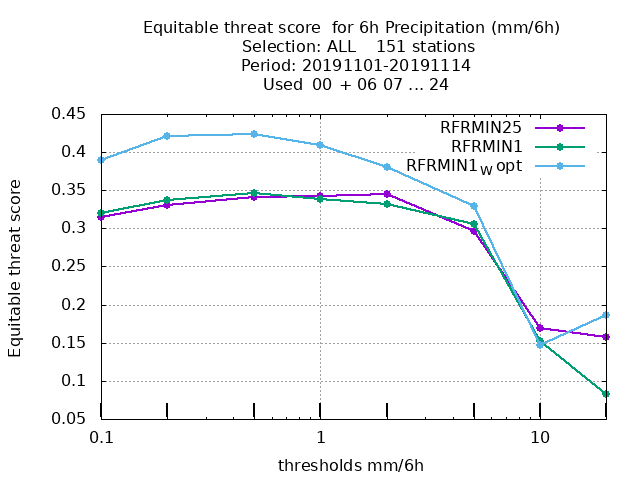 Equitable threat score  for 6h Precipitation (mm/6h)
Selection: ALL    151 stations
Period: 20191101-20191114
Used  00  + 06 07 ... 24
0.45
0.4
0.35
0.3
0.25
0.2
0.15
0.1
0.05
Equitable threat score
RFRMIN25
RFRMIN1
RFRMIN1W opt
0.1
1
10
thresholds mm/6h